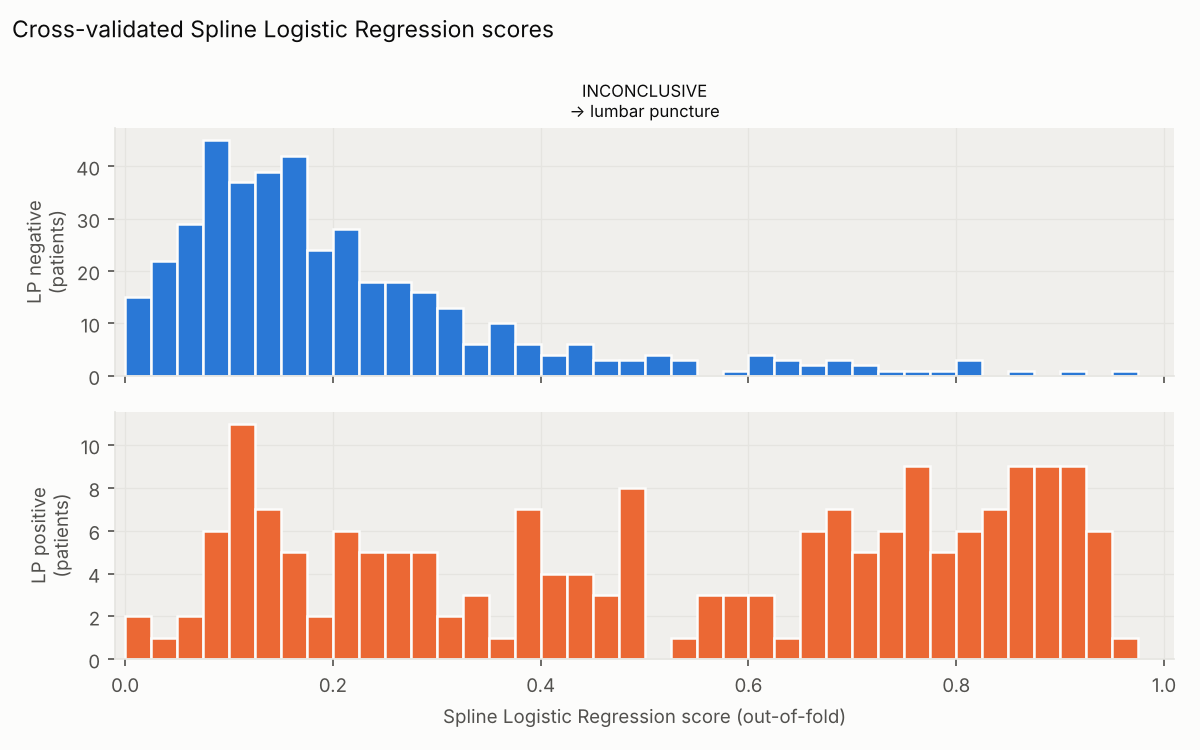 Cross-validated Spline Logistic Regression scores
INCONCLUSIVE
→ lumbar puncture
LP negative
(patients)
40
30
20
10
0
LP positive
(patients)
10
8
6
4
2
0
0.0 0.2 0.4 0.6 0.8 1.0
Spline Logistic Regression score (out-of-fold)